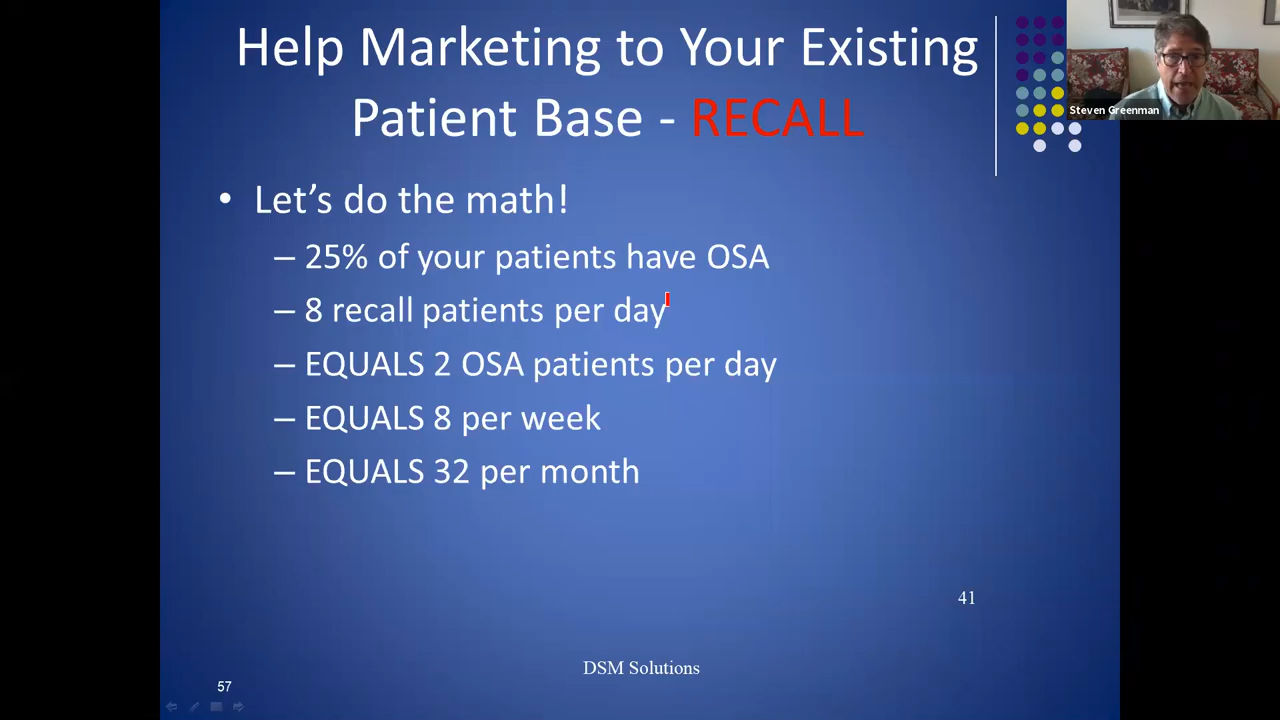 Help Marketing to Your Existing
Patient Base - RECALL
Steven Greenman
• Let’s do the math!
– 25% of your patients have OSA
– 8 recall patients per day
– EQUALS 2 OSA patients per day
– EQUALS 8 per week
– EQUALS 32 per month
41
DSM Solutions
57